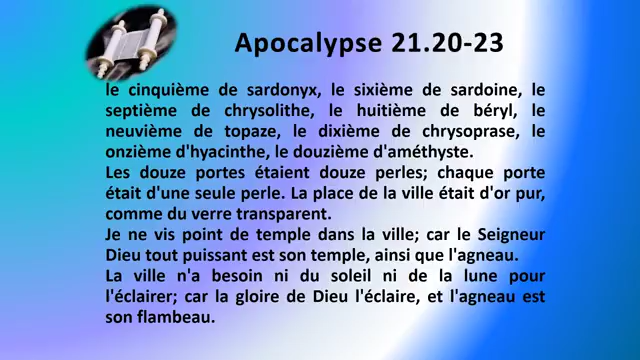 Apocalypse 21.20-23
le cinquième de sardonyx, le sixième de sardoine, le
septième de chrysolithe, le huitième de béryl, le
neuvième de topaze, le dixième de chrysoprase, le
onzième d'hyacinthe, le douzième d'améthyste.
Les douze portes étaient douze perles; chaque porte
était d'une seule perle. La place de la ville était d'or pur,
comme du verre transparent.
Je ne vis point de temple dans la ville; car le Seigneur
Dieu tout puissant est son temple, ainsi que l'agneau.
La ville n'a besoin ni du soleil ni de la lune pour
l'éclairer; car la gloire de Dieu l'éclaire, et l'agneau est
son flambeau.